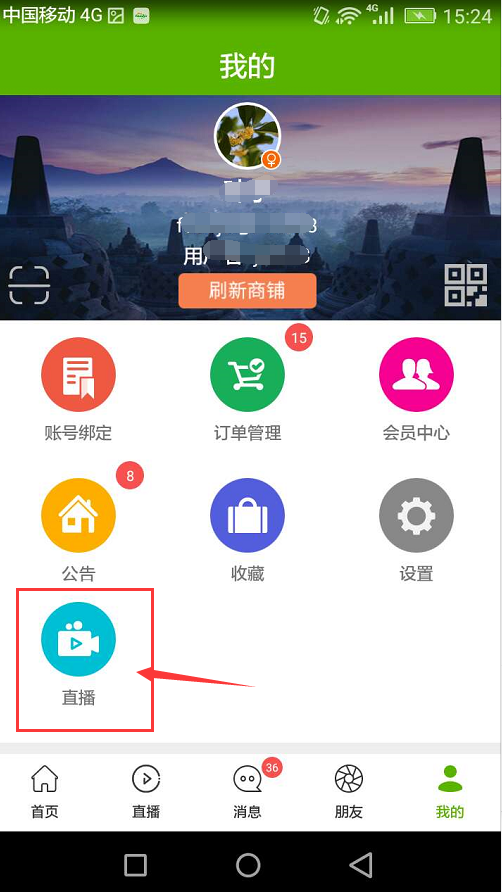 中国移动 4G
4G
15:24
我的
刷新商铺
15
账号绑定
订单管理
会员中心
8
公告
收藏
设置
直播
36
首页
直播
消息
朋友
我的